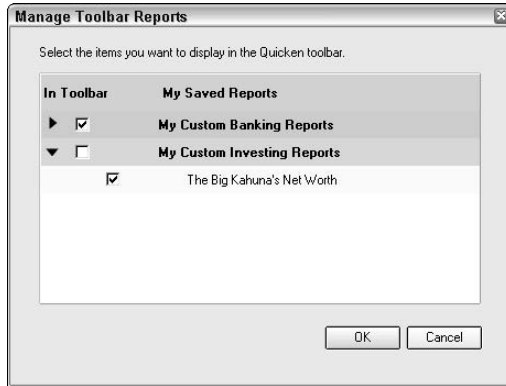 Manage Toolbar Reports
Select the items you want to display in the Quicken toolbar.
In Toolbar My Saved Reports
My Custom Banking Reports
My Custom Investing Reports
The Big Kahuna's Net Worth
OK Cancel